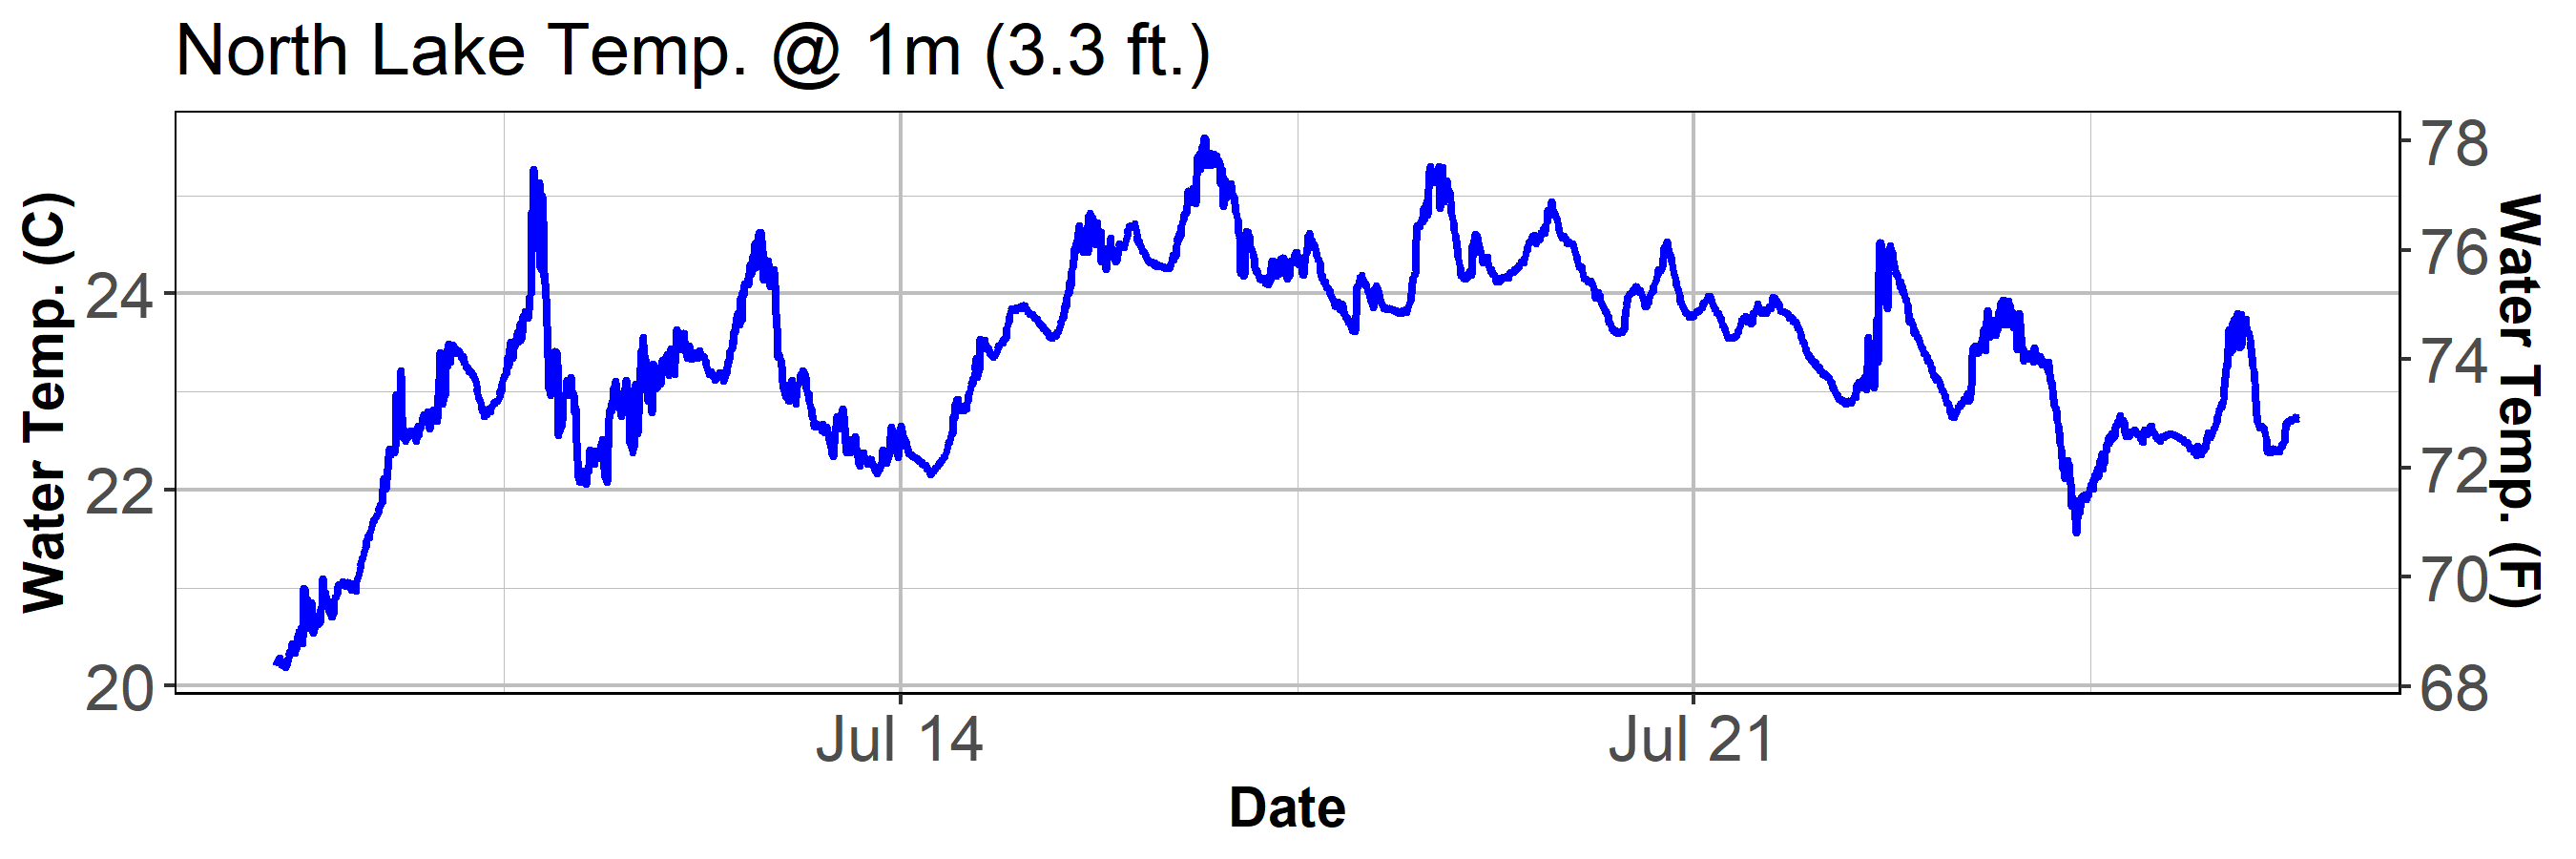 North Lake Temp. @ 1m (3.3 ft.)
Water Temp. (C)
24
22
20
78
76
74
72
70
68
Water Temp. (F)
Jul 14
Jul 21
Date